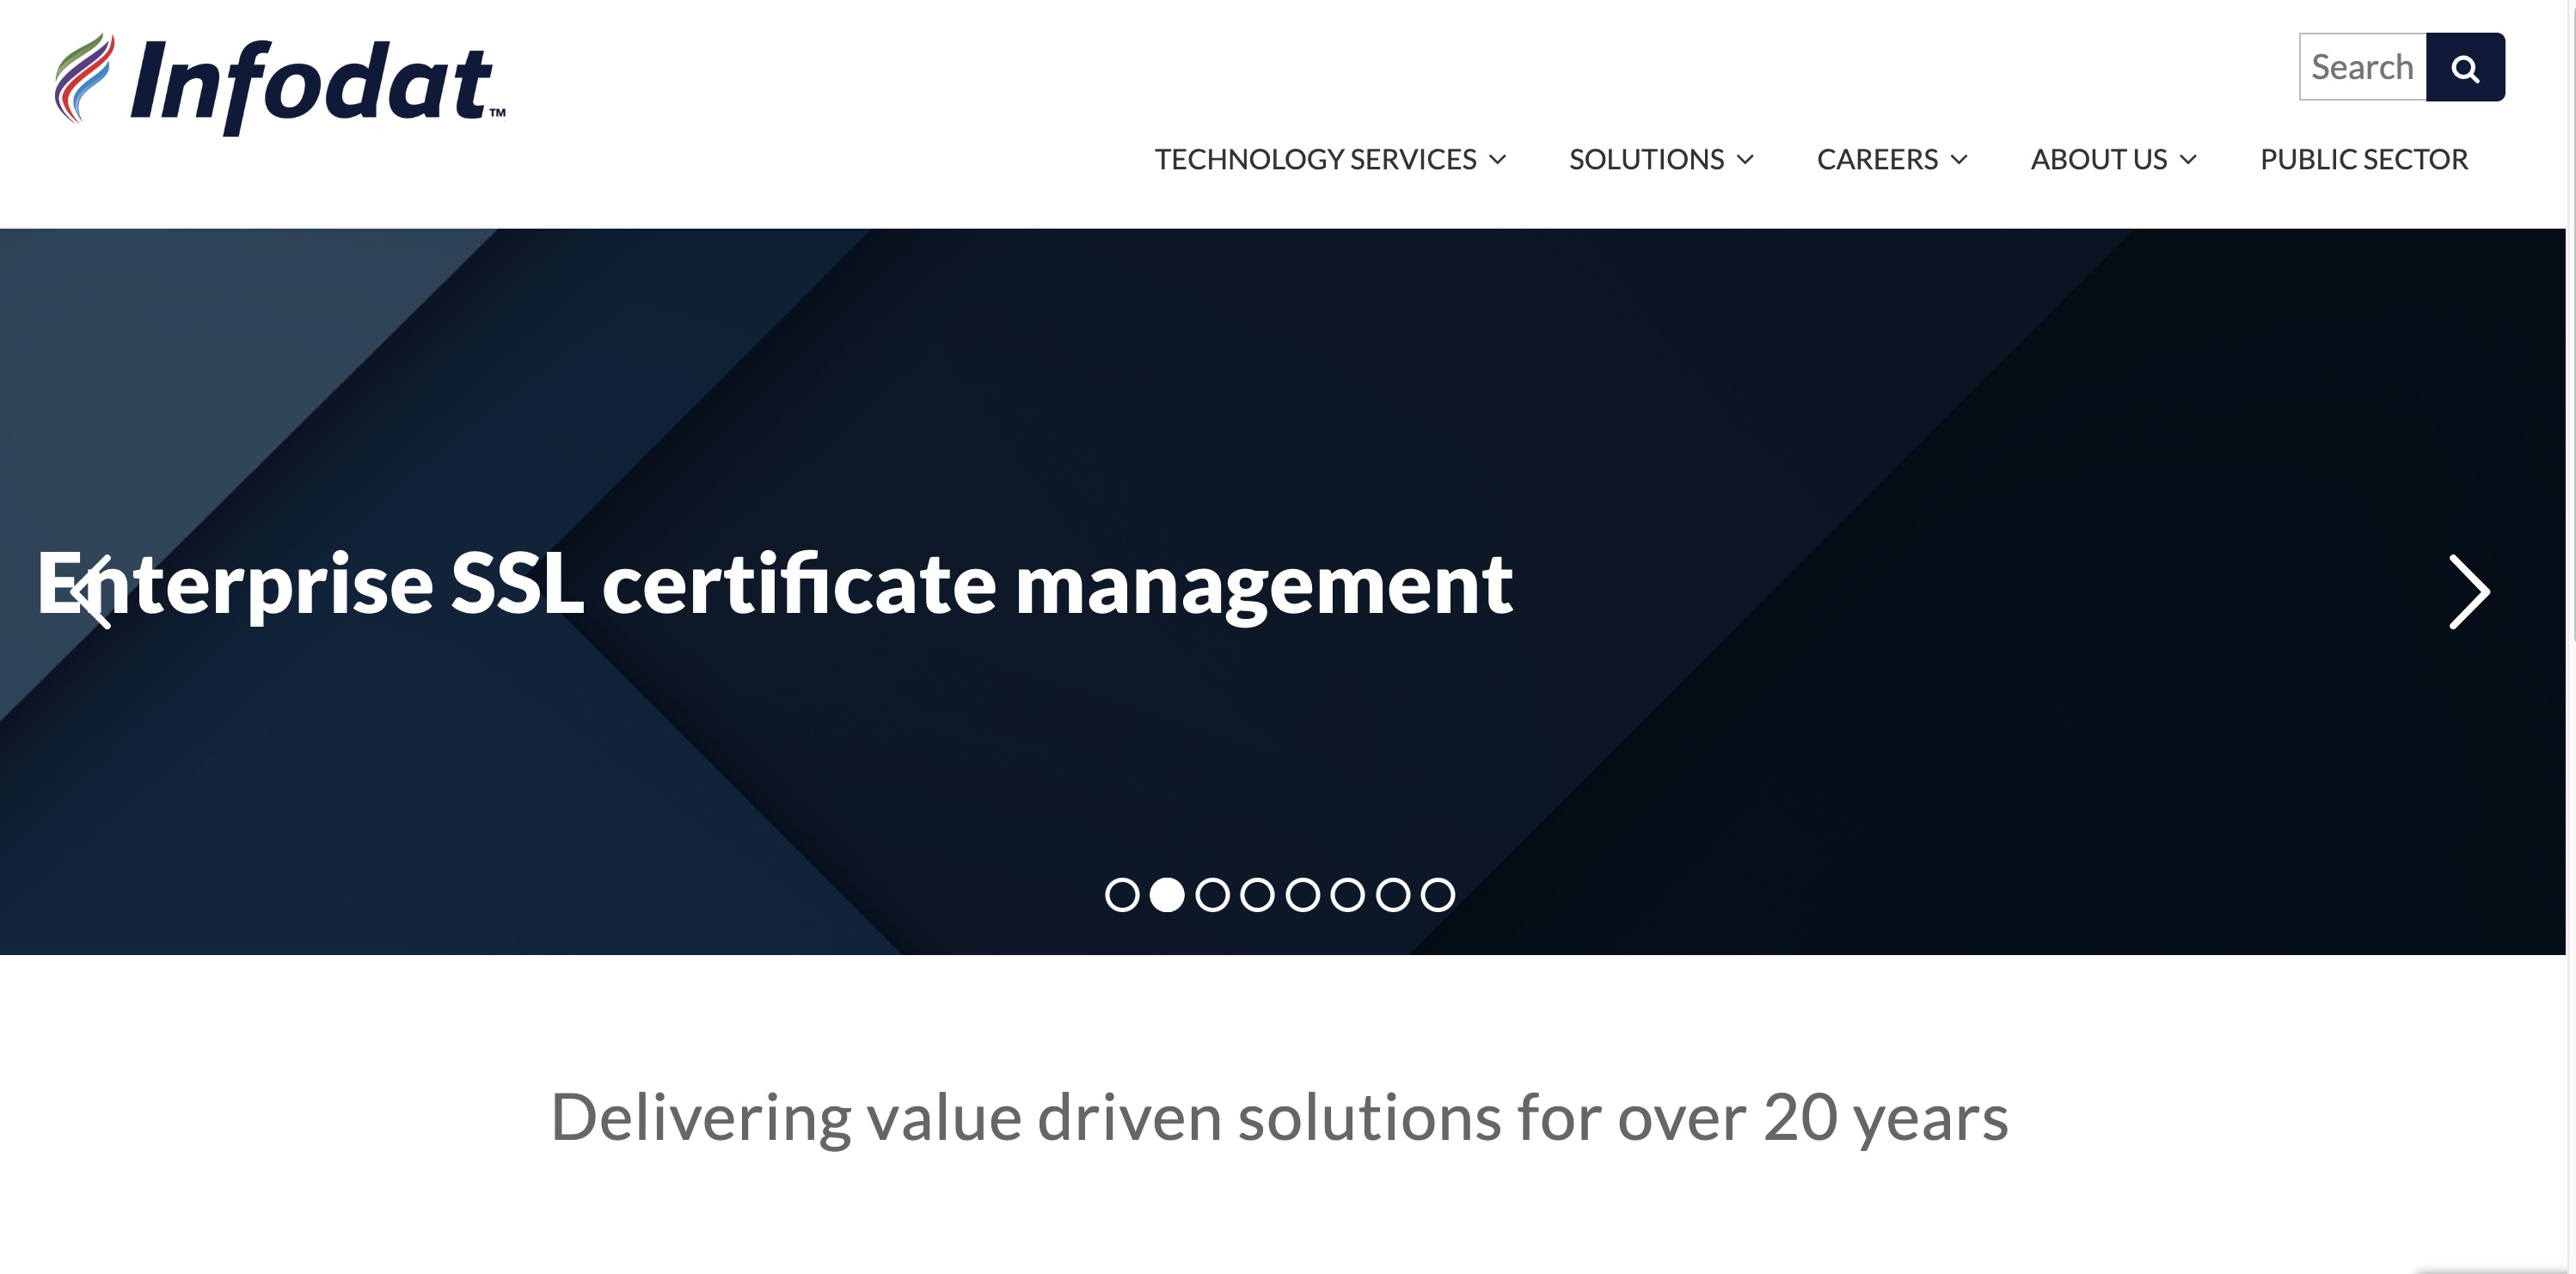 Infodat™
Search
TECHNOLOGY SERVICES
SOLUTIONS
CAREERS
ABOUT US
PUBLIC SECTOR
Enterprise SSL certificate management
Delivering value driven solutions for over 20 years